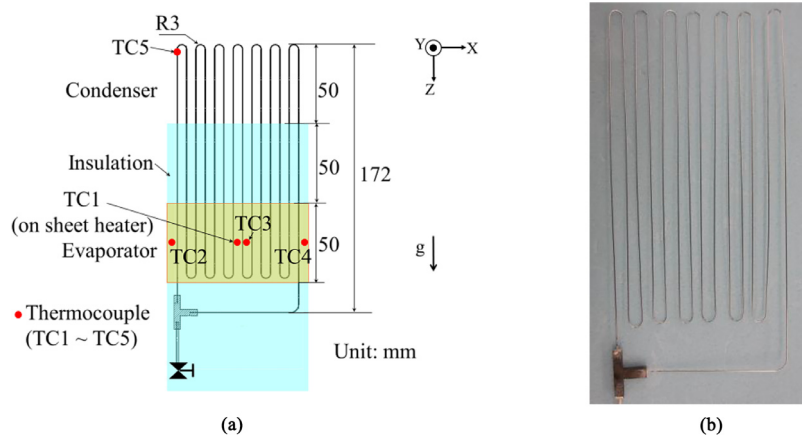 R3
TC5
Y
X
Z
Condenser
50
Insulation
50
172
TC1
(on sheet heater)
TC3
Evaporator
TC2
TC4
50
g
Thermocouple
(TC1 ~ TC5)
Unit: mm
(a)
(b)